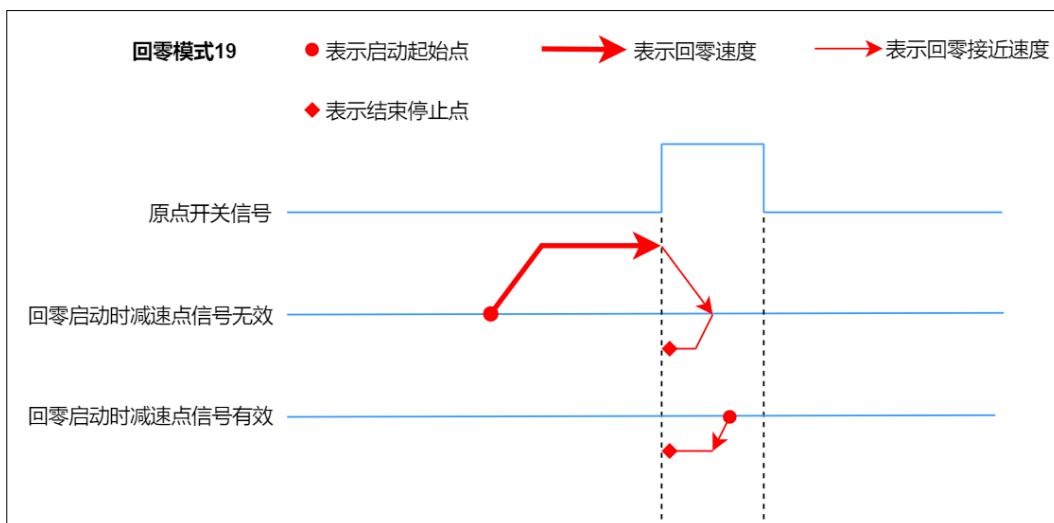 回零模式19
表示启动起始点
表示回零速度
表示回零接近速度
表示结束停止点
原点开关信号
回零启动时减速点信号无效
回零启动时减速点信号有效